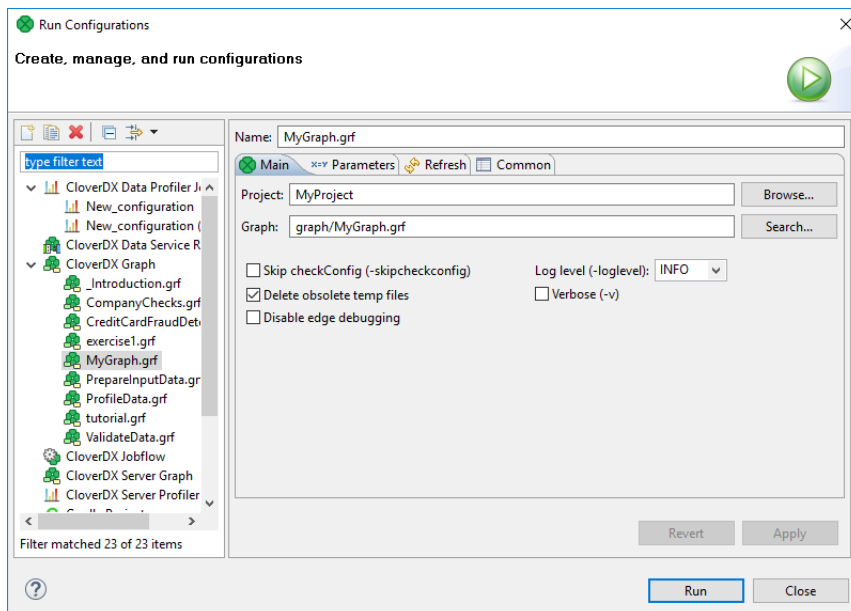 Run Configurations
Create, manage, and run configurations
type filter text
CloverDX Data Profiler
New_configuration
New_configuration (
CloverDX Data Service R
CloverDX Graph
_Introduction.grf
CompanyChecks.grf
CreditCardFraudDet
exercise1.grf
MyGraph.grf
PrepareInputData.gr
ProfileData.grf
tutorial.grf
ValidateData.grf
CloverDX Jobflow
CloverDX Server Graph
CloverDX Server Profiler
Filter matched 23 of 23 items
Name: MyGraph.grf
Main x=y Parameters Refresh Common
Project: MyProject Browse...
Graph: graph/MyGraph.grf Search...
Skip checkConfig (-skipcheckconfig) Log level (-loglevel): INFO
Delete obsolete temp files Verbose (-v)
Disable edge debugging
Revert Apply
? Run Close